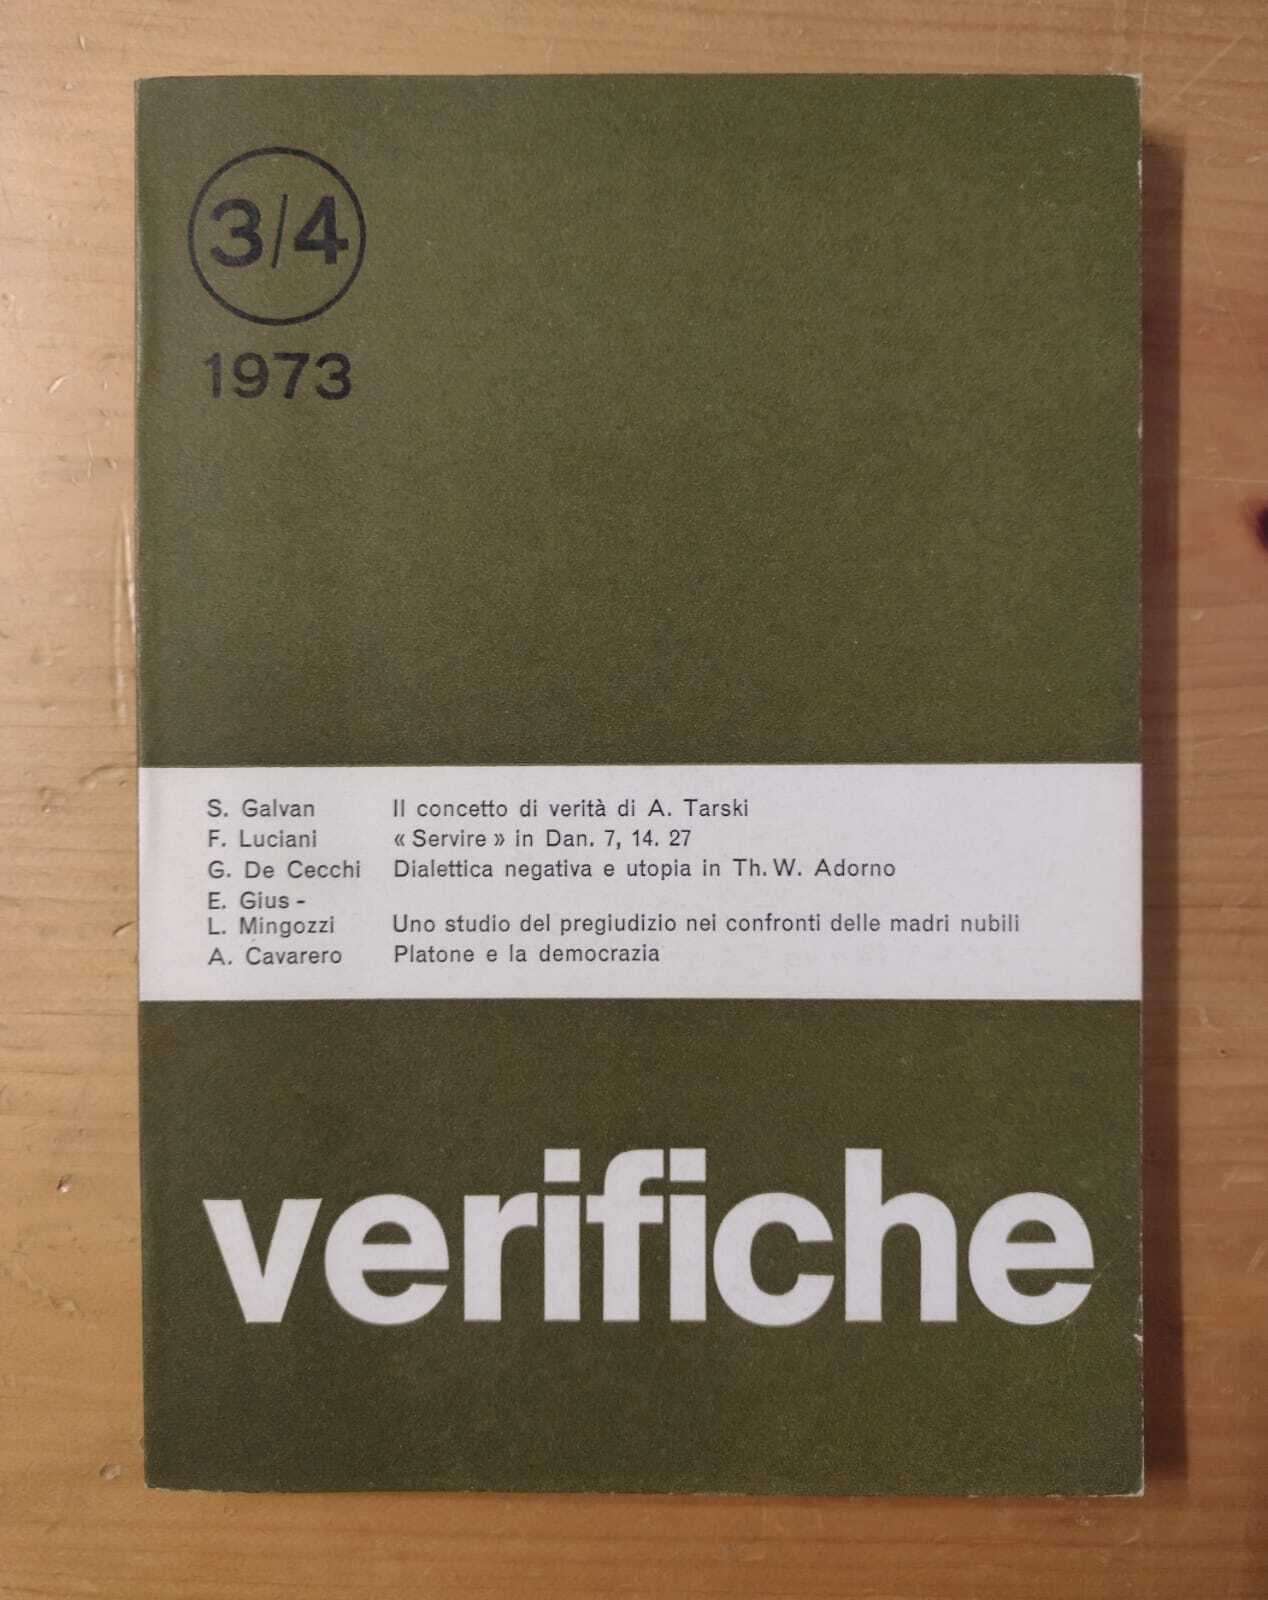 3/4
1973
S. Galvan Il concetto di verità di A. Tarski
F. Luciani « Servire » in Dan. 7, 14. 27
G. De Cecchi Dialettica negativa e utopia in Th. W. Adorno
E. Gius -
L. Mingozzi Uno studio del pregiudizio nei confronti delle madri nubili
A. Cavarero Platone e la democrazia
verifiche